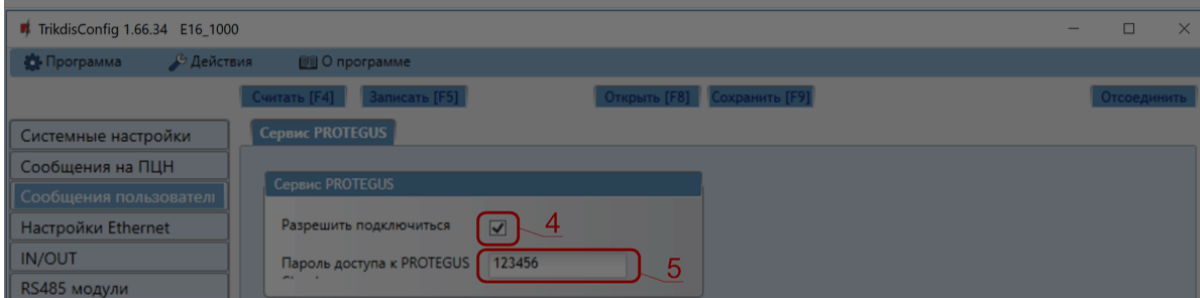 TrikdisConfig 1.66.34 E16_1000
Программа Действия О программе
Считать [F4] Записать [F5] Открыть [F8] Сохранить [F9] Отсоединить
Системные настройки
Сообщения на ПЦН
Сообщения пользовател
Настройки Ethernet
IN/OUT
RS485 модули
Сервис PROTEGUS
Сервис PROTEGUS
Разрешить подключиться 4
Пароль доступа к PROTEGUS 123456 5